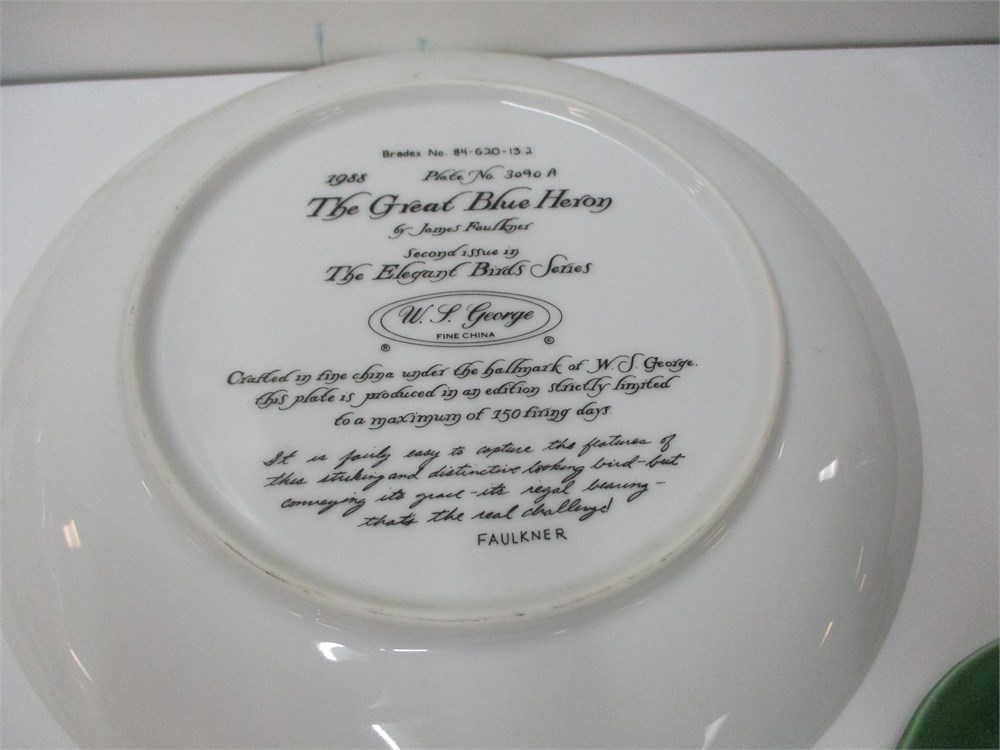 Bradex No. 84-G20-13.2
1988 Plate No. 3090 A
The Great Blue Heron
by James Faulkner
Second issue in
The Elegant Birds Series
W. S. George
FINE CHINA
® ©
Crafted in fine china under the hallmark of W. S. George,
this plate is produced in an edition strictly limited
to a maximum of 150 firing days.
It is fairly easy to capture the features of
this striking and distinctive looking bird-but
conveying its grace-its regal bearing-
that's the real challenge!
FAULKNER